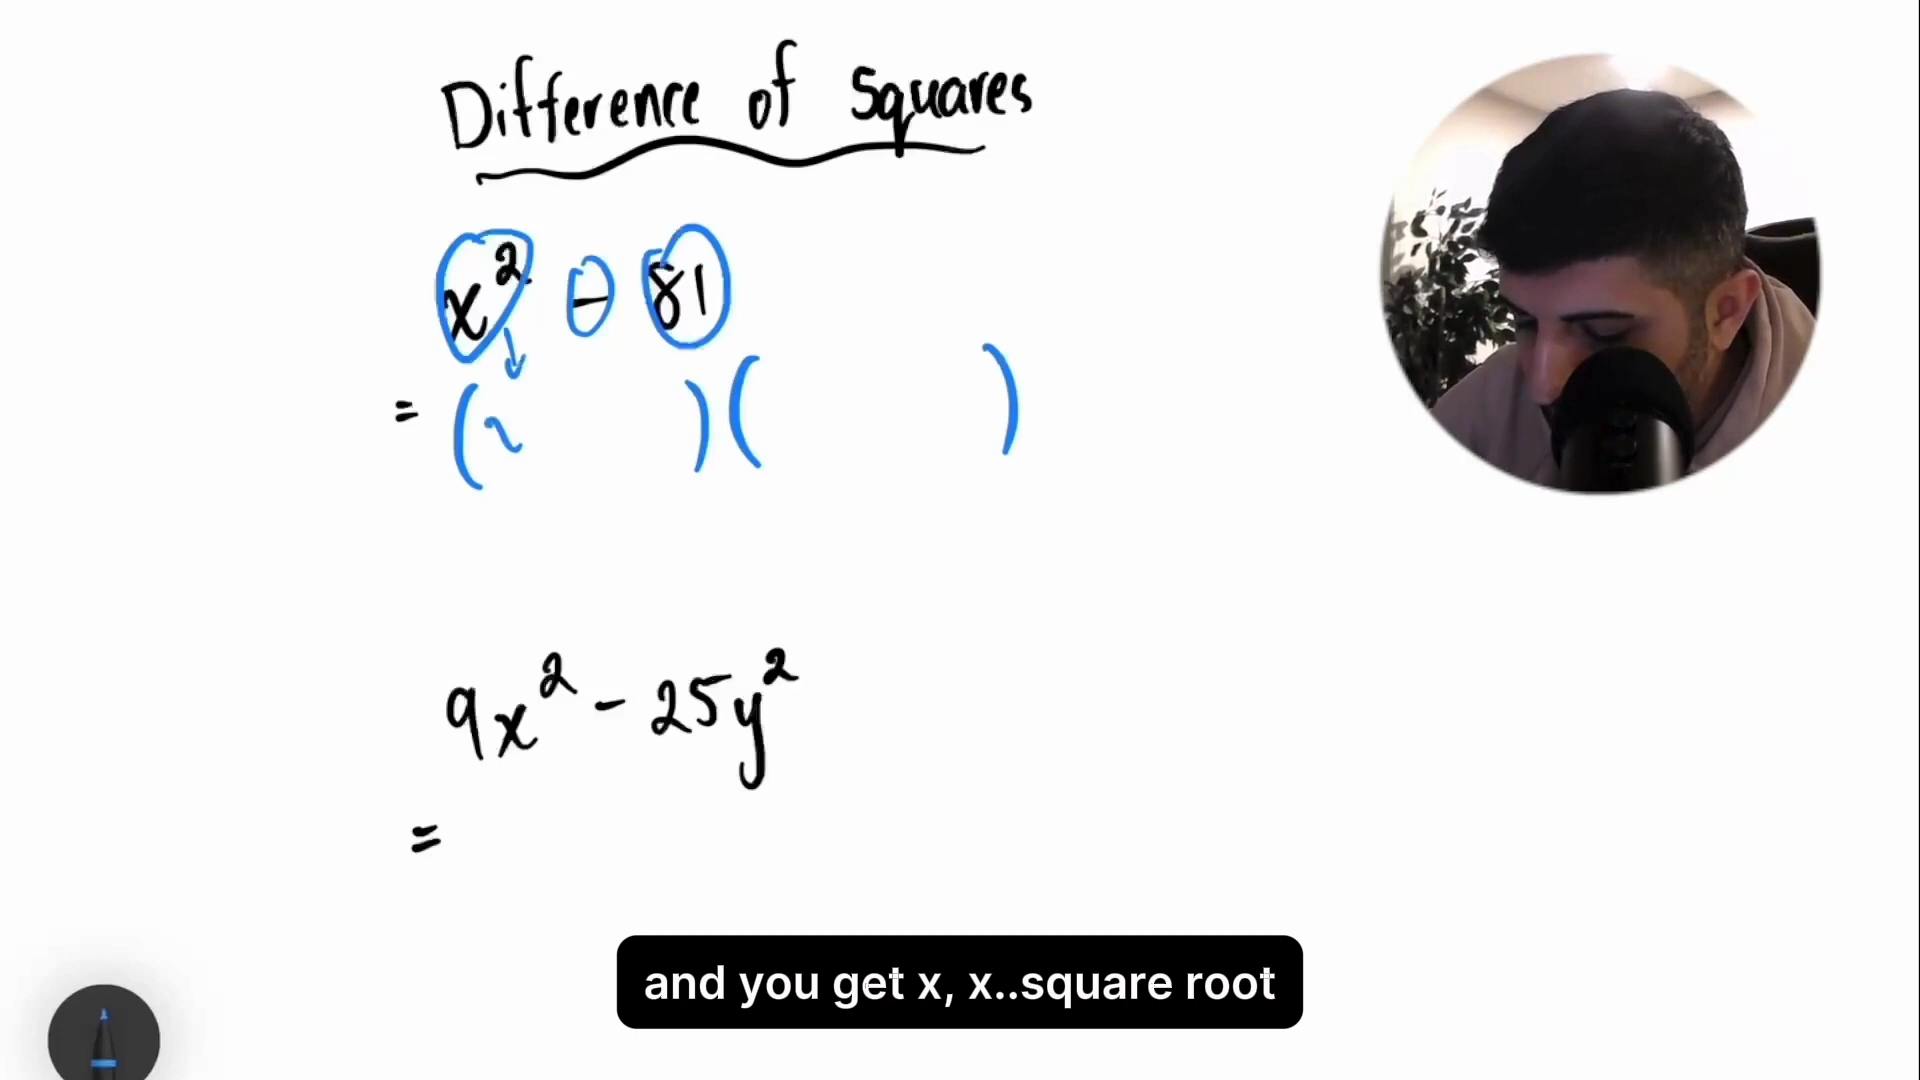 Difference of Squares
x² - 81
= ( ) ( )
9x² - 25y²
=
and you get x, x..square root